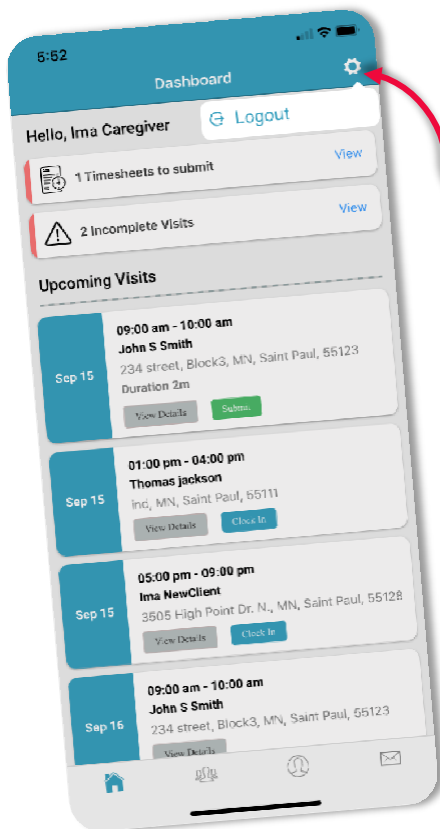 5:52
Dashboard
Hello, Ima Caregiver
Logout
1 Timesheets to submit
View
2 Incomplete Visits
View
Upcoming Visits
Sep 15
09:00 am - 10:00 am
John S Smith
234 street, Block3, MN, Saint Paul, 55123
Duration 2m
View Details
Submit
Sep 15
01:00 pm - 04:00 pm
Thomas jackson
ind, MN, Saint Paul, 55111
View Details
Clock In
Sep 15
05:00 pm - 09:00 pm
Ima NewClient
3505 High Point Dr. N., MN, Saint Paul, 55128
View Details
Clock In
Sep 16
09:00 am - 10:00 am
John S Smith
234 street, Block3, MN, Saint Paul, 55123
View Details